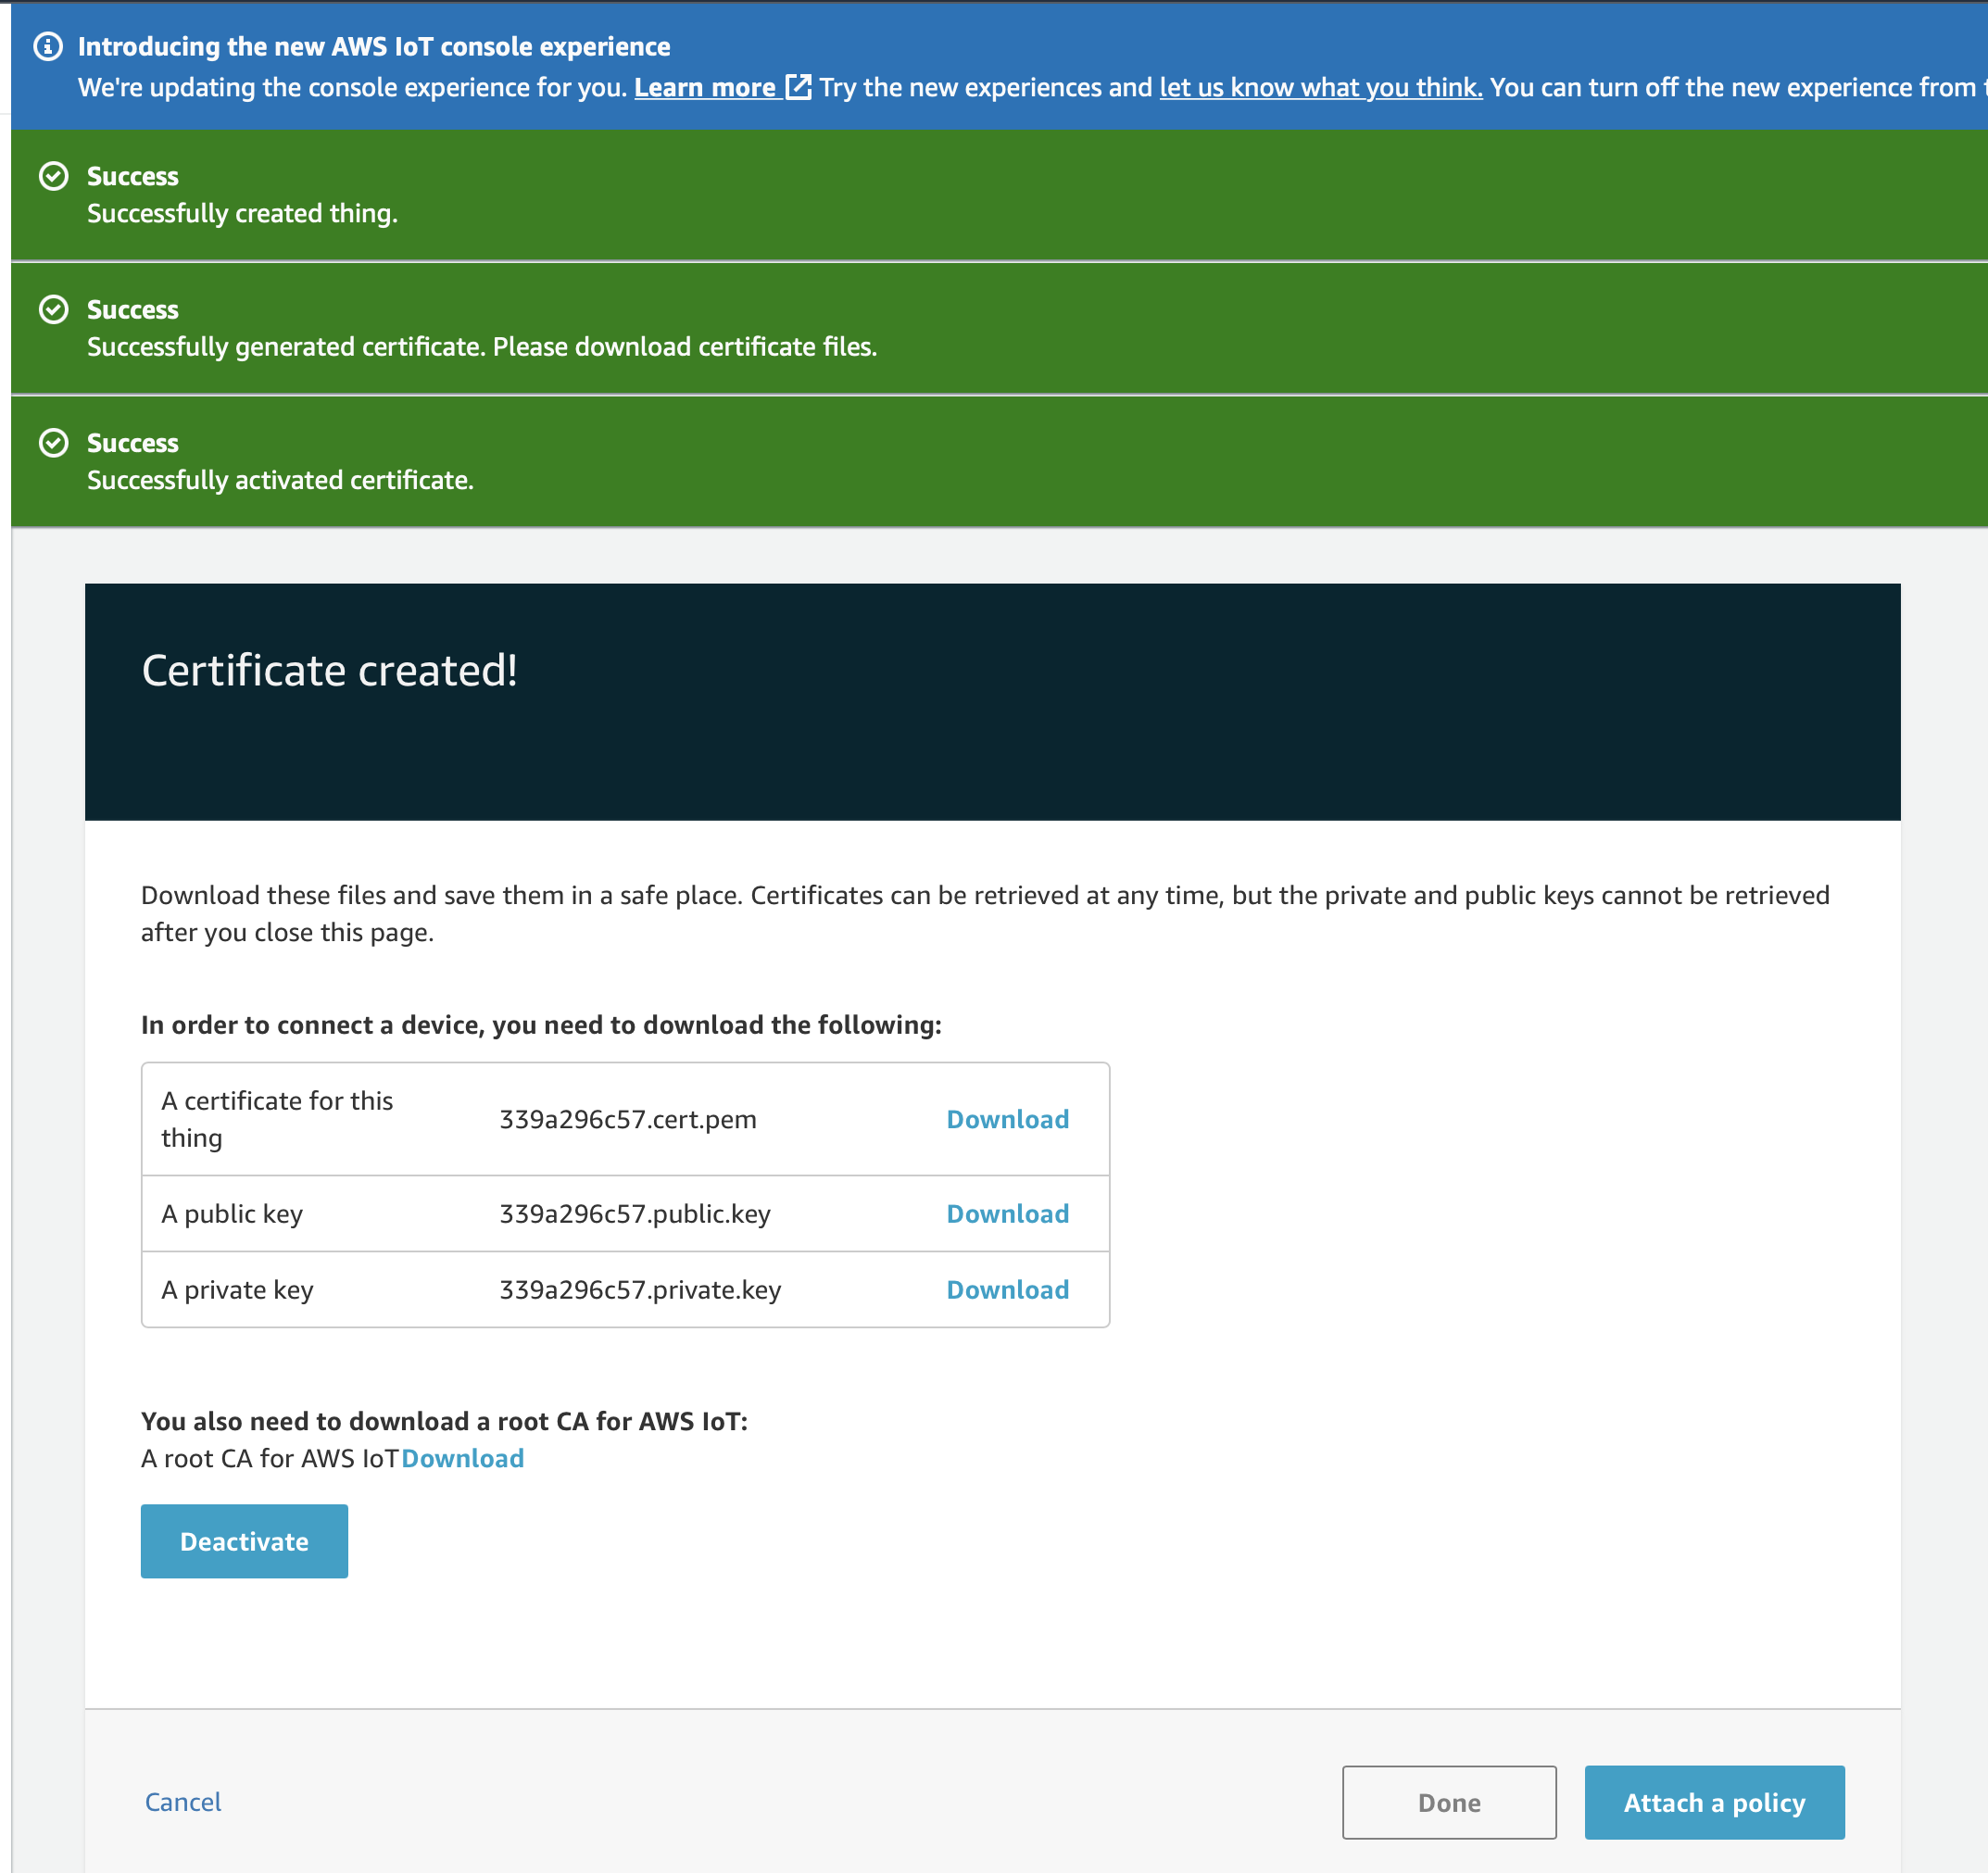 Introducing the new AWS IoT console experience
We're updating the console experience for you. Learn more Try the new experiences and let us know what you think. You can turn off the new experience from
Success
Successfully created thing.
Success
Successfully generated certificate. Please download certificate files.
Success
Successfully activated certificate.
Certificate created!
Download these files and save them in a safe place. Certificates can be retrieved at any time, but the private and public keys cannot be retrieved
after you close this page.
In order to connect a device, you need to download the following:
A certificate for this
thing
339a296c57.cert.pem Download
A public key 339a296c57.public.key Download
A private key 339a296c57.private.key Download
You also need to download a root CA for AWS IoT:
A root CA for AWS IoTDownload
Deactivate
Cancel Done Attach a policy